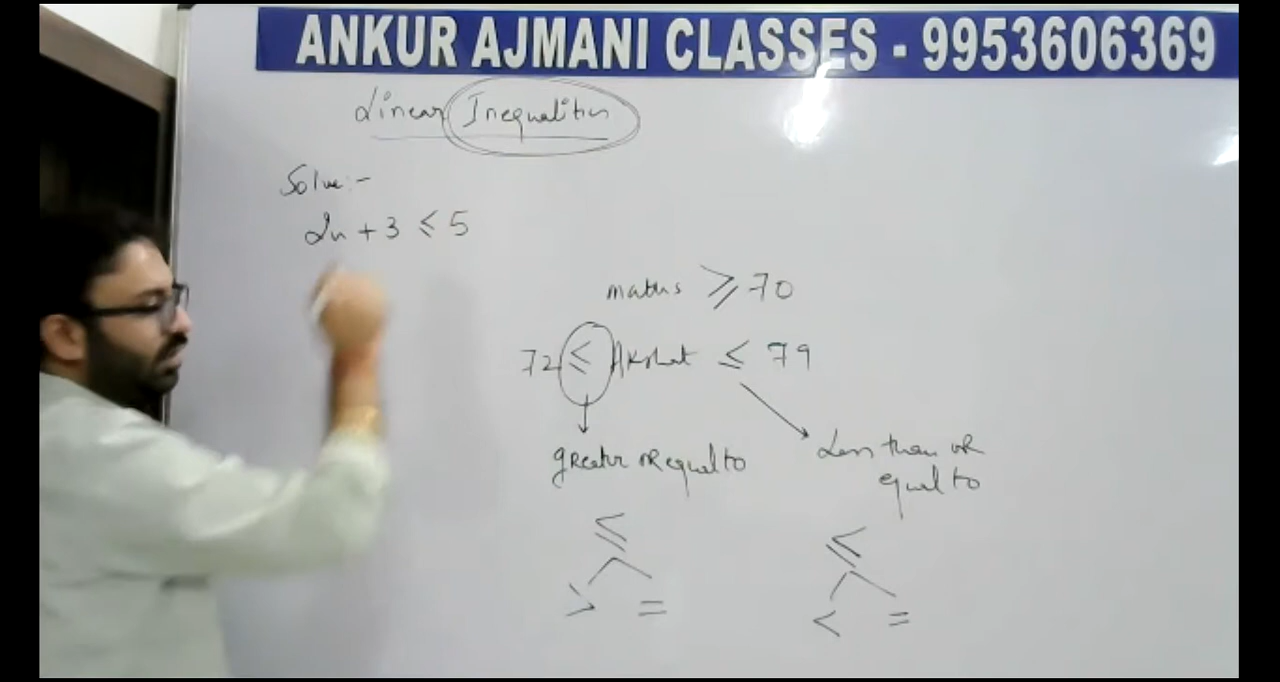 ANKUR AJMANI CLASSES - 9953606369
Linear Inequalities
Solve:-
2x + 3 ≤ 5
maths ≥ 70
72 ≤ Akshat ≤ 79
greater or equal to
Less than or
equal to
≤ ≤
> =
< =